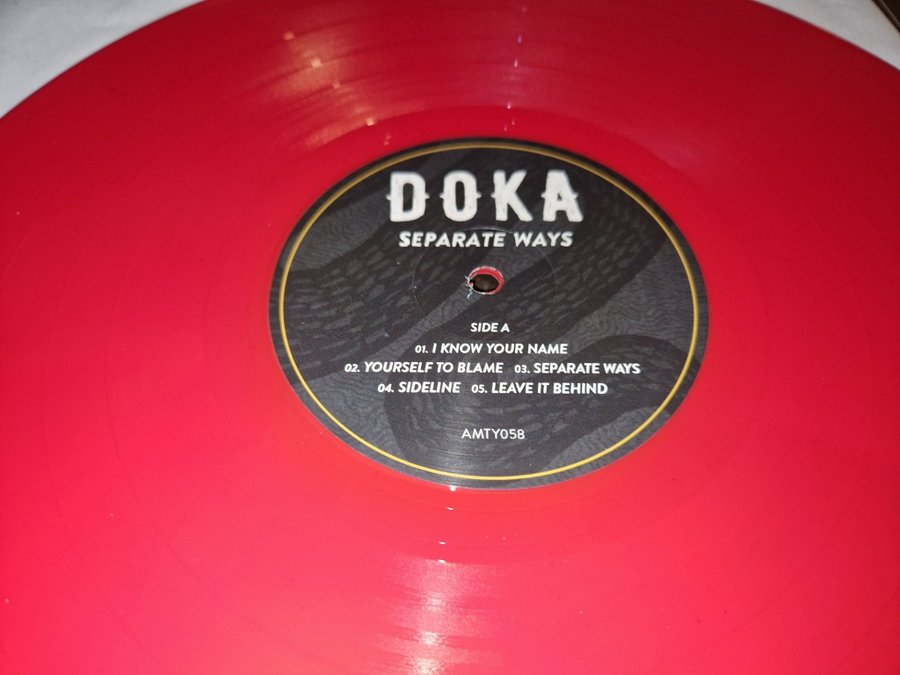 DOKA
SEPARATE WAYS
SIDE A
01. I KNOW YOUR NAME
02. YOURSELF TO BLAME 03. SEPARATE WAYS
04. SIDELINE 05. LEAVE IT BEHIND
AMTY058